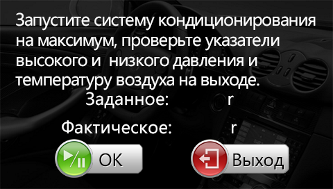 Запустите систему кондиционирования
на максимум, проверьте указатели
высокого и низкого давления и
температуру воздуха на выходе.
Заданное: r
Фактическое: r
OK Выход